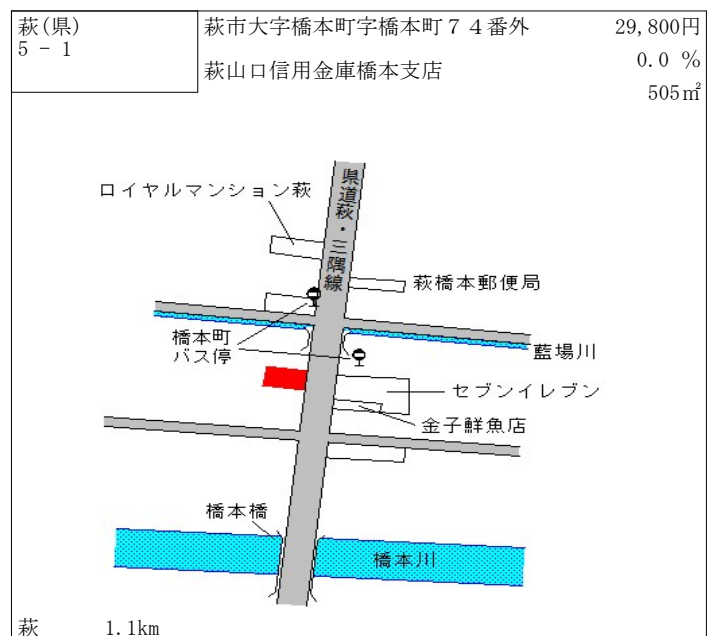 萩(県)
5 - 1
萩市大字橋本町字橋本町７４番外
29,800円
萩山口信用金庫橋本支店
0.0 %
505㎡
ロイヤルマンション萩
県道萩・三隅線
萩橋本郵便局
橋本町
バス停
藍場川
セブンイレブン
金子鮮魚店
橋本橋
橋本川
萩 1.1km